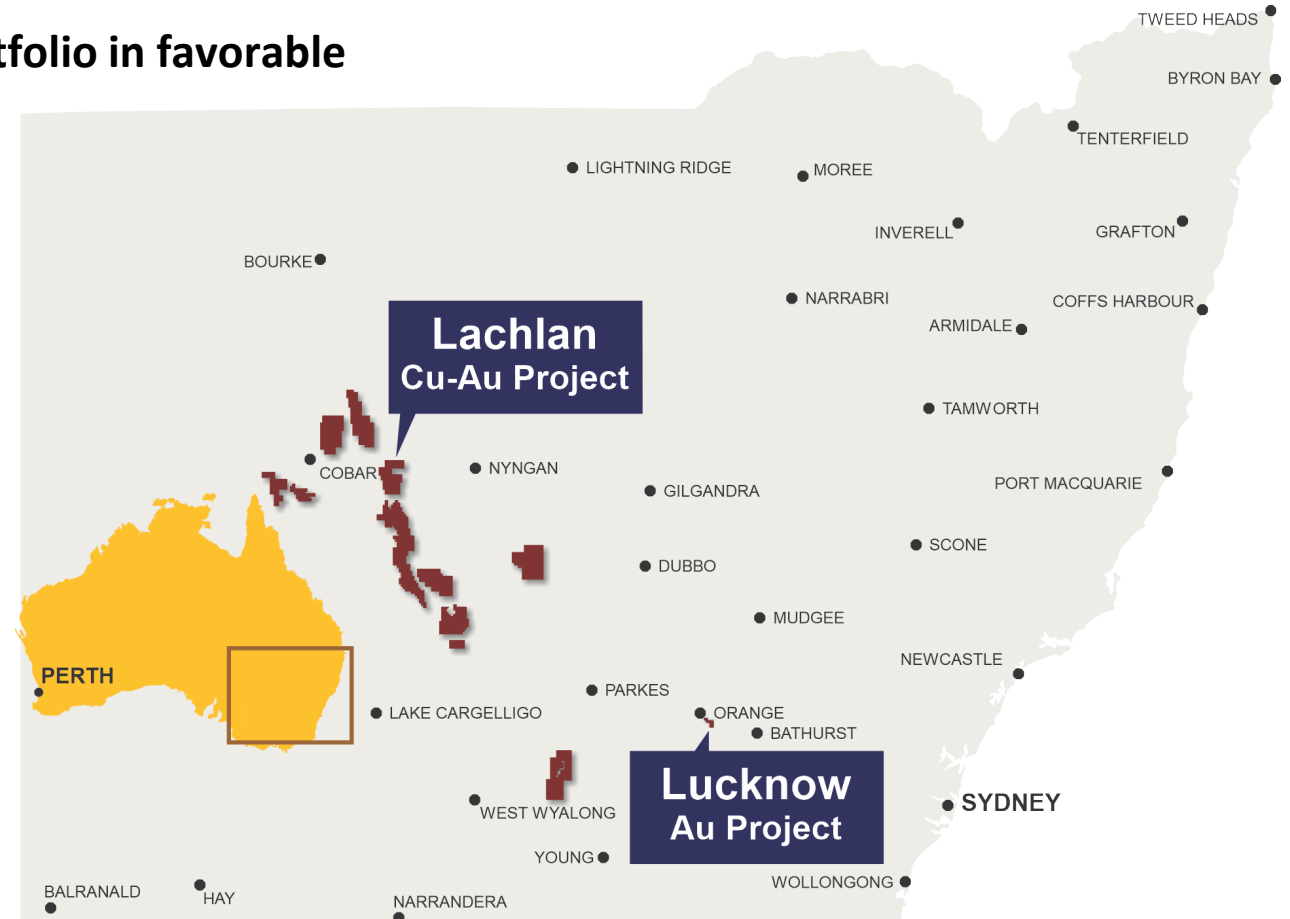 tfolio in favorable
TWEED HEADS
BYRON BAY
TENTERFIELD
LIGHTNING RIDGE
MOREE
INVERELL
GRAFTON
BOURKE
NARRABRI
COFFS HARBOUR
ARMIDALE
Lachlan
Cu-Au Project
TAMWORTH
COBAR
NYNGAN
GILGANDRA
PORT MACQUARIE
SCONE
DUBBO
MUDGEE
NEWCASTLE
PERTH
PARKES
LAKE CARGELLIGO
ORANGE
BATHURST
Lucknow
Au Project
SYDNEY
WEST WYALONG
YOUNG
WOLLONGONG
BALRANALD
HAY
NARRANDERA